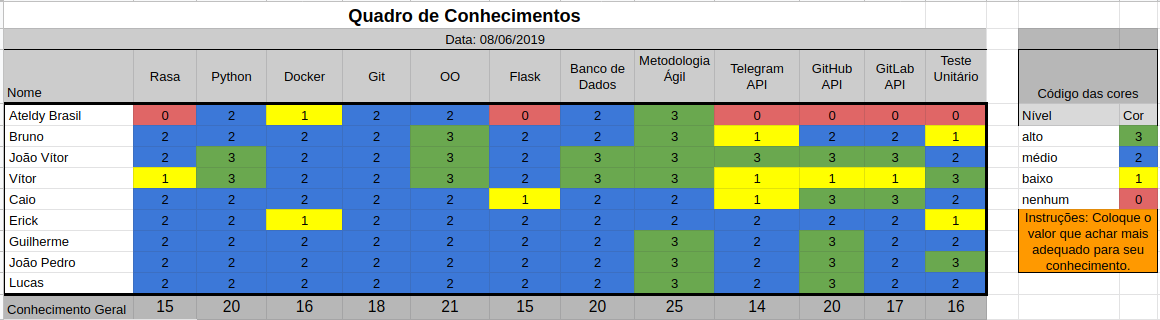 Quadro de Conhecimentos
Data: 08/06/2019
Nome Rasa Python Docker Git OO Flask Banco de Dados Metodologia Ágil Telegram API GitHub API GitLab API Teste Unitário
Ateldy Brasil 0 2 1 2 2 0 2 3 0 0 0 0
Bruno 2 2 2 2 3 2 2 3 1 2 2 1
João Vítor 2 3 2 2 3 2 3 3 3 3 3 2
Vítor 1 3 2 2 3 2 3 3 1 1 1 3
Caio 2 2 2 2 2 1 2 2 1 3 3 2
Erick 2 2 1 2 2 2 2 2 2 2 2 1
Guilherme 2 2 2 2 2 2 2 3 2 3 2 2
João Pedro 2 2 2 2 2 2 2 3 2 3 2 3
Lucas 2 2 2 2 2 2 2 3 2 3 2 2
Conhecimento Geral 15 20 16 18 21 15 20 25 14 20 17 16
Código das cores
Nível Cor
alto 3
médio 2
baixo 1
nenhum 0
Instruções: Coloque o
valor que achar mais
adequado para seu
conhecimento.